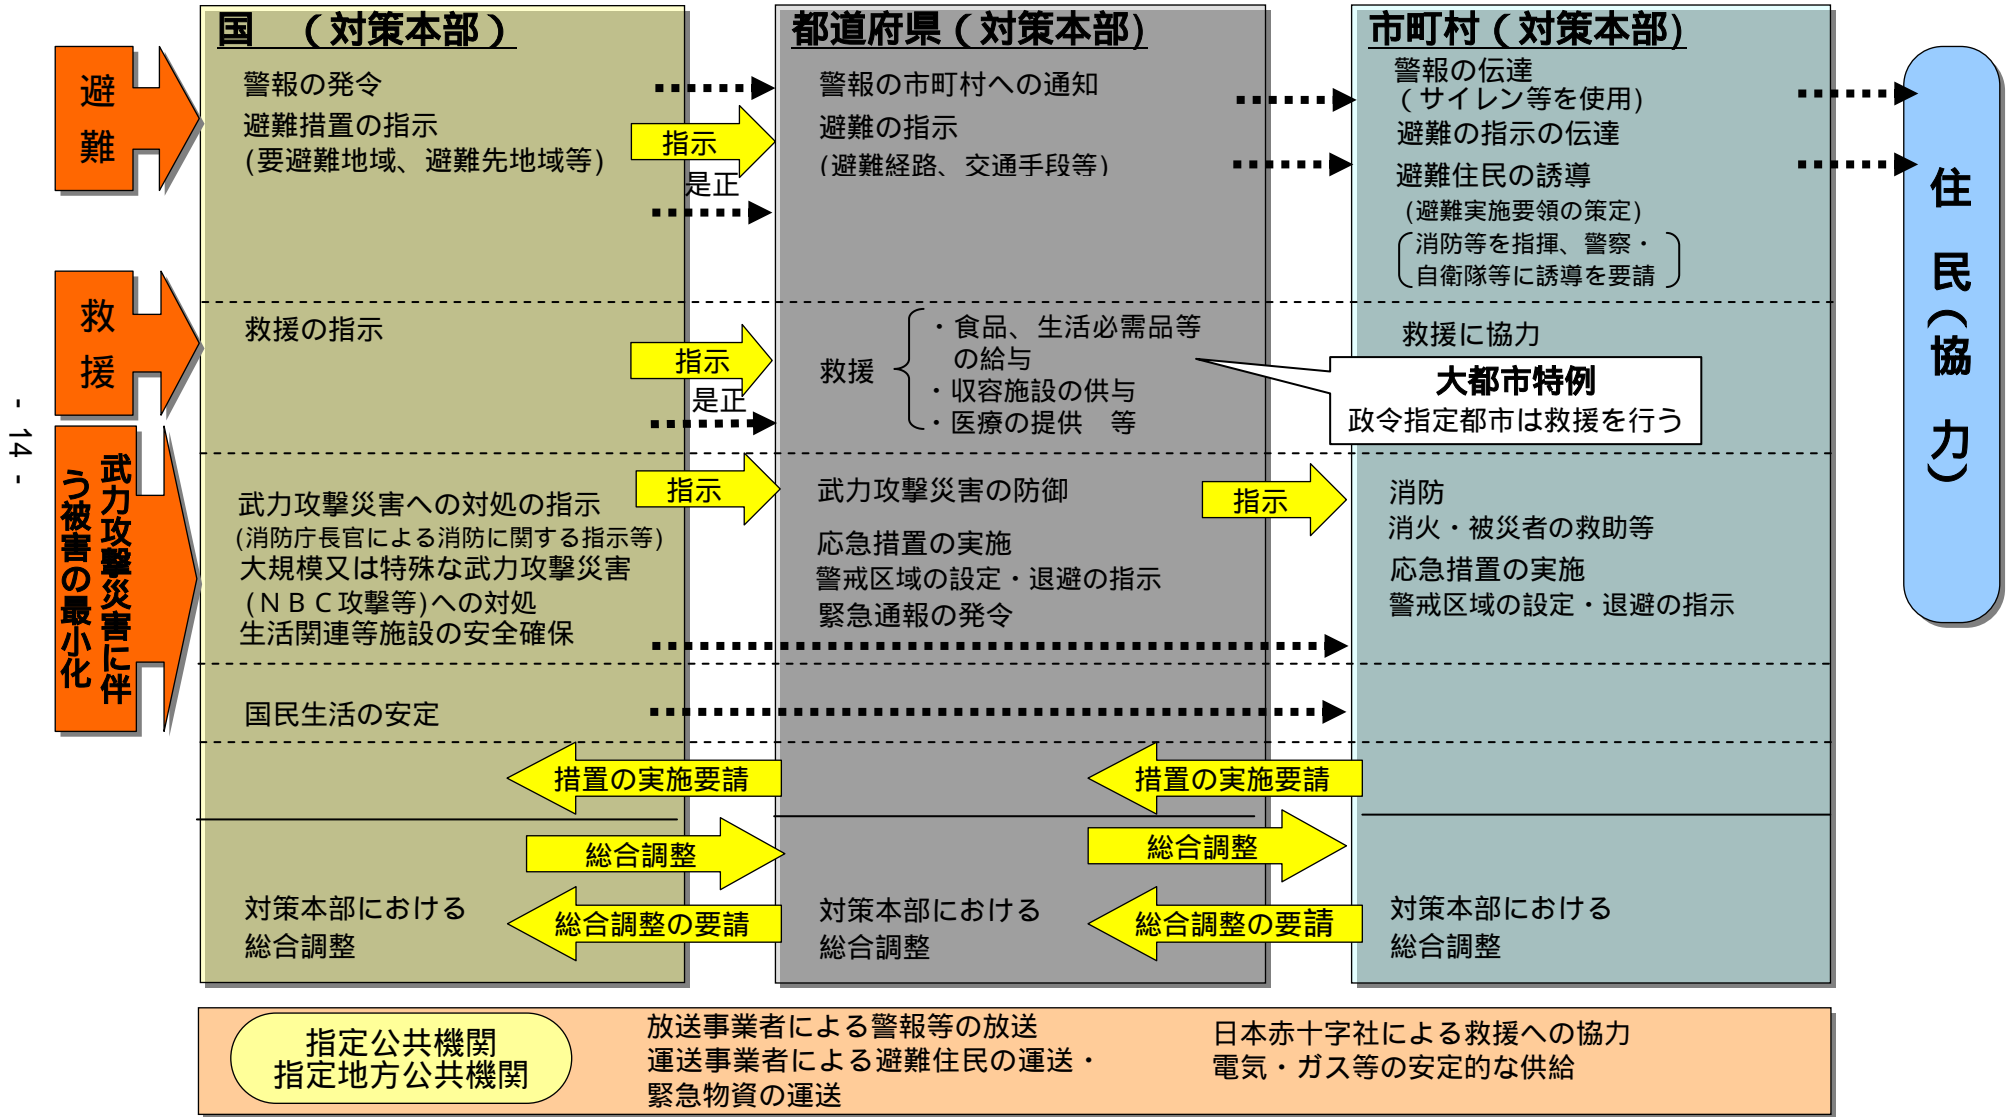 国　（対策本部）
都道府県（対策本部)
市町村（対策本部)
避
難
警報の発令
避難措置の指示
(要避難地域、避難先地域等)
指示
是正
警報の市町村への通知
避難の指示
(避難経路、交通手段等)
警報の伝達
（サイレン等を使用)
避難の指示の伝達
避難住民の誘導
(避難実施要領の策定)
消防等を指揮、警察・
自衛隊等に誘導を要請
住民（協力）
救
援
救援の指示
指示
是正
救援
・食品、生活必需品等
の給与
・収容施設の供与
・医療の提供　等
救援に協力
大都市特例
政令指定都市は救援を行う
武力攻撃災害に伴
う被害の最小化
武力攻撃災害への対処の指示
(消防庁長官による消防に関する指示等)
大規模又は特殊な武力攻撃災害
(ＮＢＣ攻撃等)への対処
生活関連等施設の安全確保
指示
武力攻撃災害の防御
応急措置の実施
警戒区域の設定・退避の指示
緊急通報の発令
指示
消防
消火・被災者の救助等
応急措置の実施
警戒区域の設定・退避の指示
国民生活の安定
措置の実施要請
措置の実施要請
総合調整
総合調整
対策本部における
総合調整
総合調整の要請
対策本部における
総合調整
総合調整の要請
対策本部における
総合調整
指定公共機関
指定地方公共機関
放送事業者による警報等の放送
運送事業者による避難住民の運送・
緊急物資の運送
日本赤十字社による救援への協力
電気・ガス等の安定的な供給
- 14 -